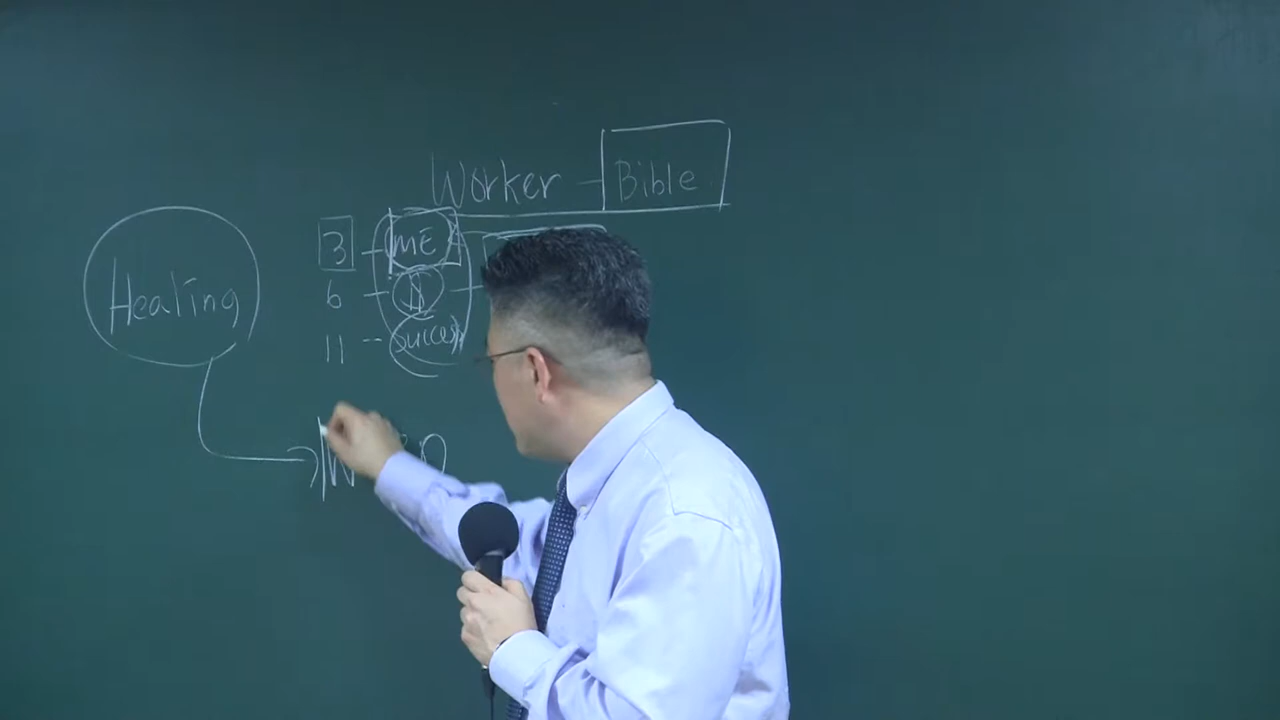 Worker - Bible
Healing
3 - ME
6 - $
11 -- Success